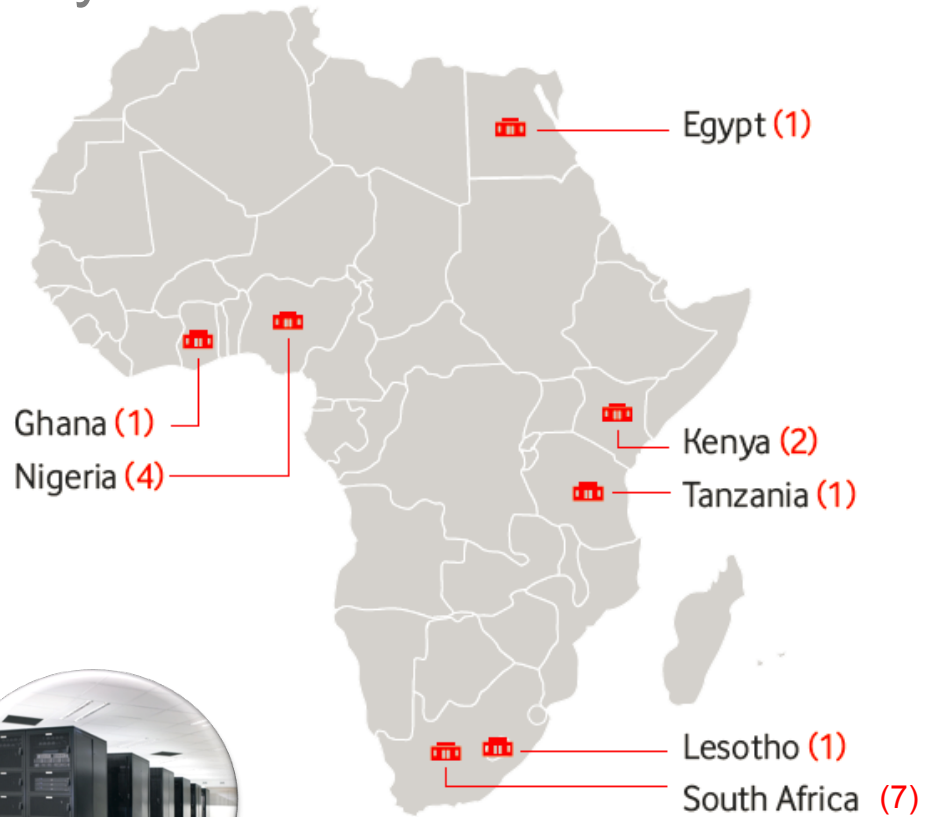 Egypt (1)
Ghana (1)
Nigeria (4)
Kenya (2)
Tanzania (1)
Lesotho (1)
South Africa (7)